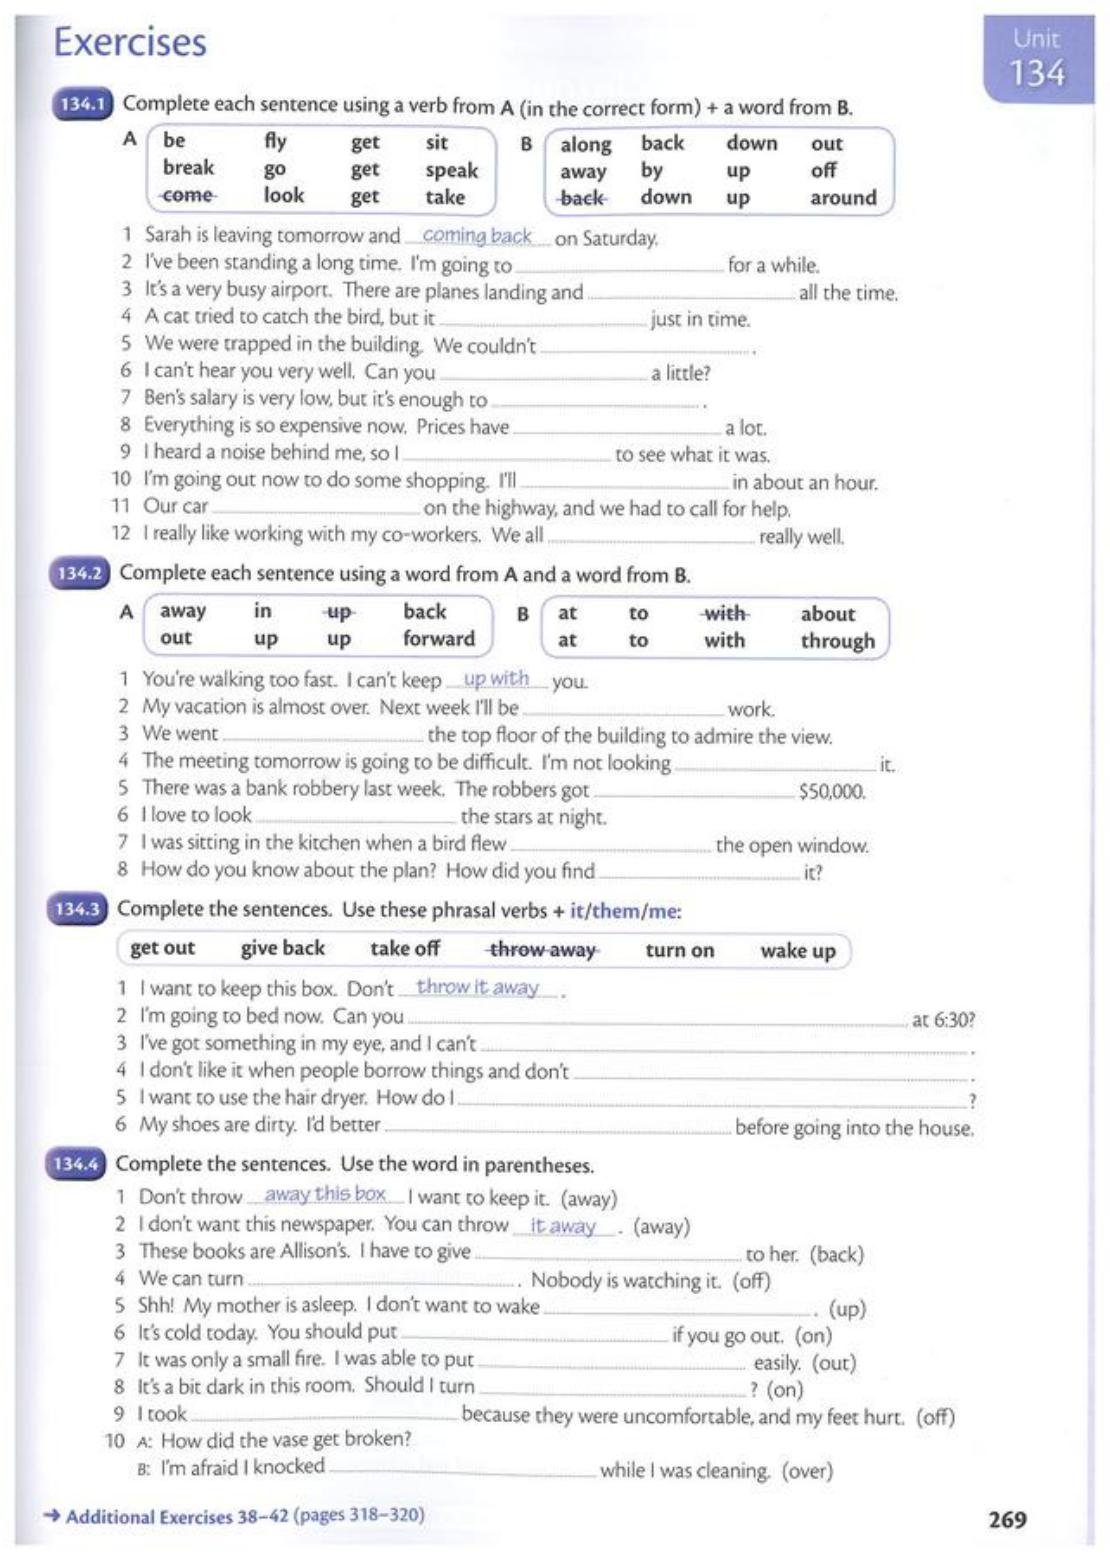 Exercises
Unit
134
134.1 Complete each sentence using a verb from A (in the correct form) + a word from B.
A be fly get sit B along back down out
break go get speak away by up off
come look get take back down up around
1 Sarah is leaving tomorrow and coming back on Saturday.
2 I've been standing a long time. I'm going to ______ for a while.
3 It's a very busy airport. There are planes landing and ______ all the time.
4 A cat tried to catch the bird, but it ______ just in time.
5 We were trapped in the building. We couldn't ______ .
6 I can't hear you very well. Can you ______ a little?
7 Ben's salary is very low, but it's enough to ______ .
8 Everything is so expensive now. Prices have ______ a lot.
9 I heard a noise behind me, so I ______ to see what it was.
10 I'm going out now to do some shopping. I'll ______ in about an hour.
11 Our car ______ on the highway, and we had to call for help.
12 I really like working with my co-workers. We all ______ really well.
134.2 Complete each sentence using a word from A and a word from B.
A away in up back B at to with about
out up up forward at to with through
1 You're walking too fast. I can't keep up with you.
2 My vacation is almost over. Next week I'll be ______ work.
3 We went ______ the top floor of the building to admire the view.
4 The meeting tomorrow is going to be difficult. I'm not looking ______ it.
5 There was a bank robbery last week. The robbers got ______ $50,000.
6 I love to look ______ the stars at night.
7 I was sitting in the kitchen when a bird flew ______ the open window.
8 How do you know about the plan? How did you find ______ it?
134.3 Complete the sentences. Use these phrasal verbs + it/them/me:
get out give back take off throw away turn on wake up
1 I want to keep this box. Don't throw it away .
2 I'm going to bed now. Can you ______ at 6:30?
3 I've got something in my eye, and I can't ______ .
4 I don't like it when people borrow things and don't ______ .
5 I want to use the hair dryer. How do I ______ ?
6 My shoes are dirty. I'd better ______ before going into the house.
134.4 Complete the sentences. Use the word in parentheses.
1 Don't throw away this box I want to keep it. (away)
2 I don't want this newspaper. You can throw it away . (away)
3 These books are Allison's. I have to give ______ to her. (back)
4 We can turn ______ . Nobody is watching it. (off)
5 Shh! My mother is asleep. I don't want to wake ______ . (up)
6 It's cold today. You should put ______ if you go out. (on)
7 It was only a small fire. I was able to put ______ easily. (out)
8 It's a bit dark in this room. Should I turn ______ ? (on)
9 I took ______ because they were uncomfortable, and my feet hurt. (off)
10 A: How did the vase get broken?
B: I'm afraid I knocked ______ while I was cleaning. (over)
→ Additional Exercises 38–42 (pages 318–320)
269